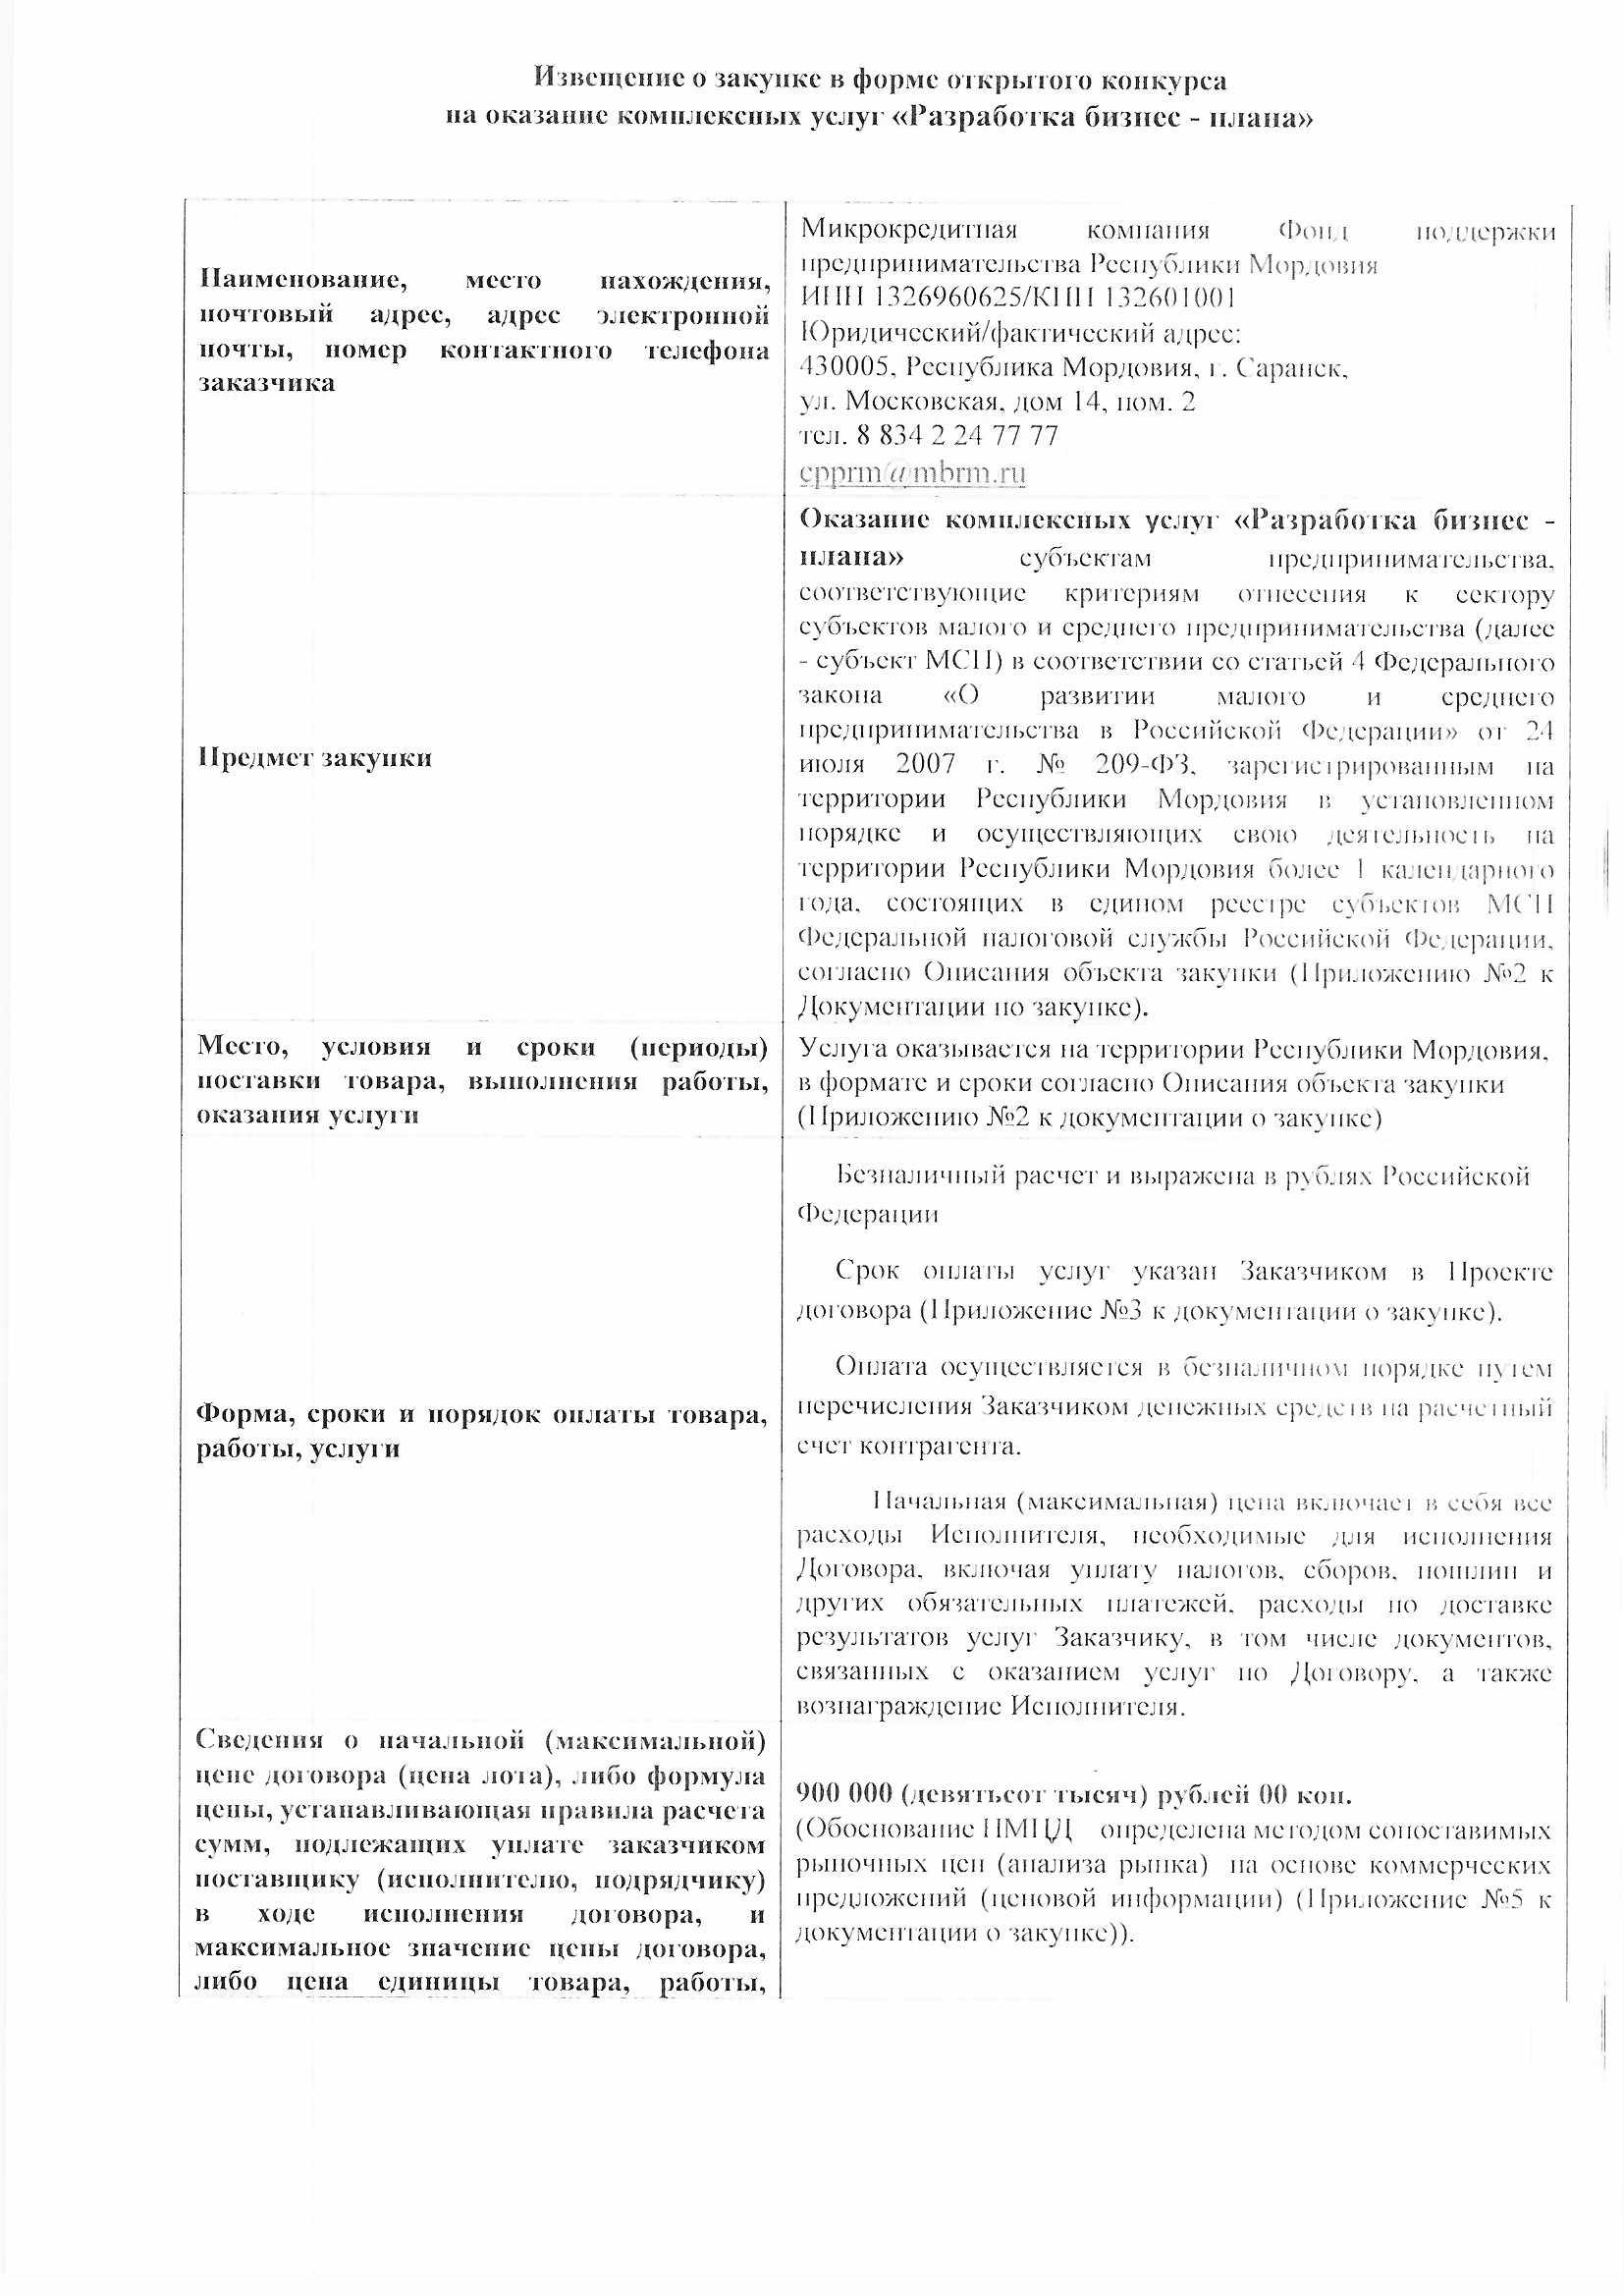 Извещение о закупке в форме открытого конкурса
на оказание комплексных услуг «Разработка бизнес - плана»
Наименование, место нахождения,
почтовый адрес, адрес электронной
почты, номер контактного телефона
заказчика
Микрокредитная компания Фонд поддержки
предпринимательства Республики Мордовия
ИНН 1326960625/КПП 132601001
Юридический/фактический адрес:
430005, Республика Мордовия, г. Саранск,
ул. Московская, дом 14, пом. 2
тел. 8 834 2 24 77 77
cpprm@mbrm.ru
Предмет закупки
Оказание комплексных услуг «Разработка бизнес -
плана» субъектам предпринимательства,
соответствующие критериям отнесения к сектору
субъектов малого и среднего предпринимательства (далее
- субъект МСП) в соответствии со статьей 4 Федерального
закона «О развитии малого и среднего
предпринимательства в Российской Федерации» от 24
июля 2007 г. № 209-ФЗ, зарегистрированным на
территории Республики Мордовия в установленном
порядке и осуществляющих свою деятельность на
территории Республики Мордовия более 1 календарного
года, состоящих в едином реестре субъектов МСП
Федеральной налоговой службы Российской Федерации,
согласно Описания объекта закупки (Приложению №2 к
Документации по закупке).
Место, условия и сроки (периоды)
поставки товара, выполнения работы,
оказания услуги
Услуга оказывается на территории Республики Мордовия,
в формате и сроки согласно Описания объекта закупки
(Приложению №2 к документации о закупке)
Форма, сроки и порядок оплаты товара,
работы, услуги
Безналичный расчет и выражена в рублях Российской
Федерации
Срок оплаты услуг указан Заказчиком в Проекте
договора (Приложение №3 к документации о закупке).
Оплата осуществляется в безналичном порядке путем
перечисления Заказчиком денежных средств на расчетный
счет контрагента.
Начальная (максимальная) цена включает в себя все
расходы Исполнителя, необходимые для исполнения
Договора, включая уплату налогов, сборов, пошлин и
других обязательных платежей, расходы по доставке
результатов услуг Заказчику, в том числе документов,
связанных с оказанием услуг по Договору, а также
вознаграждение Исполнителя.
Сведения о начальной (максимальной)
цене договора (цена лота), либо формула
цены, устанавливающая правила расчета
сумм, подлежащих уплате заказчиком
поставщику (исполнителю, подрядчику)
в ходе исполнения договора, и
максимальное значение цены договора,
либо цена единицы товара, работы,
900 000 (девятьсот тысяч) рублей 00 коп.
(Обоснование НМЦД определена методом сопоставимых
рыночных цен (анализа рынка) на основе коммерческих
предложений (ценовой информации) (Приложение №5 к
документации о закупке)).